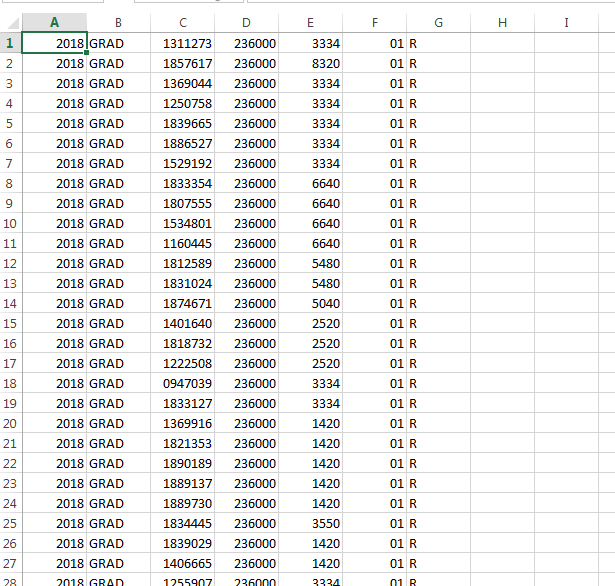 A B C D E F G H I
1 2018 GRAD 1311273 236000 3334 01 R
2 2018 GRAD 1857617 236000 8320 01 R
3 2018 GRAD 1369044 236000 3334 01 R
4 2018 GRAD 1250758 236000 3334 01 R
5 2018 GRAD 1839665 236000 3334 01 R
6 2018 GRAD 1886527 236000 3334 01 R
7 2018 GRAD 1529192 236000 3334 01 R
8 2018 GRAD 1833354 236000 6640 01 R
9 2018 GRAD 1807555 236000 6640 01 R
10 2018 GRAD 1534801 236000 6640 01 R
11 2018 GRAD 1160445 236000 6640 01 R
12 2018 GRAD 1812589 236000 5480 01 R
13 2018 GRAD 1831024 236000 5480 01 R
14 2018 GRAD 1874671 236000 5040 01 R
15 2018 GRAD 1401640 236000 2520 01 R
16 2018 GRAD 1818732 236000 2520 01 R
17 2018 GRAD 1222508 236000 2520 01 R
18 2018 GRAD 0947039 236000 3334 01 R
19 2018 GRAD 1833127 236000 3334 01 R
20 2018 GRAD 1369916 236000 1420 01 R
21 2018 GRAD 1821353 236000 1420 01 R
22 2018 GRAD 1890189 236000 1420 01 R
23 2018 GRAD 1889137 236000 1420 01 R
24 2018 GRAD 1889730 236000 1420 01 R
25 2018 GRAD 1834445 236000 3550 01 R
26 2018 GRAD 1839029 236000 1420 01 R
27 2018 GRAD 1406665 236000 1420 01 R
28 2018 GRAD 1255907 236000 3334 01 R